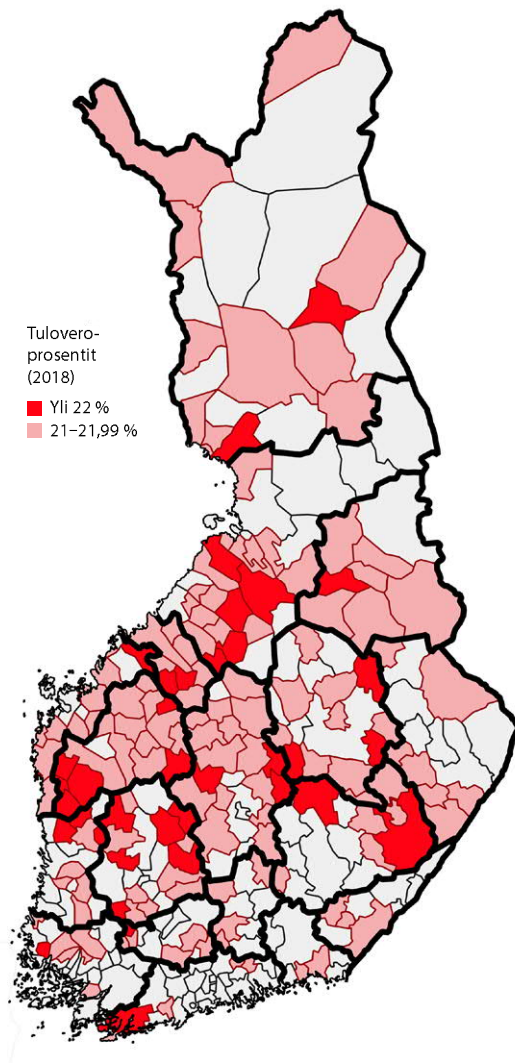 Tulovero-
prosentit
(2018)
Yli 22 %
21–21,99 %